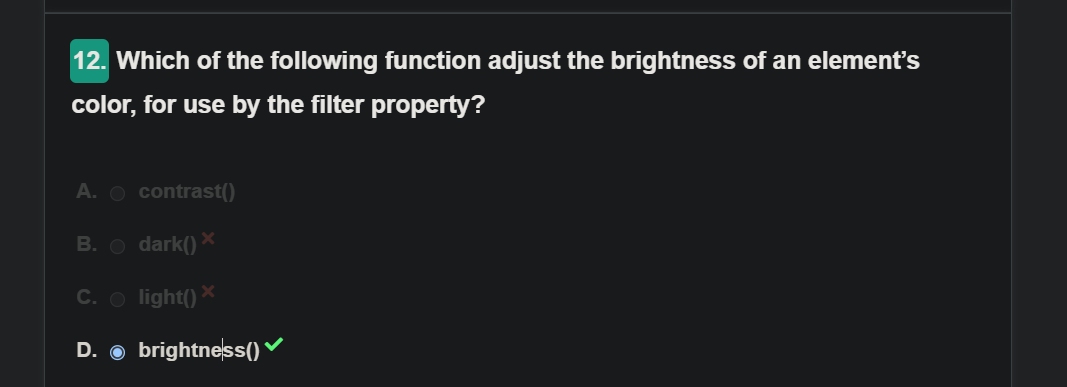 12. Which of the following function adjust the brightness of an element’s
color, for use by the filter property?
A. contrast()
B. dark()
C. light()
D. brightness()